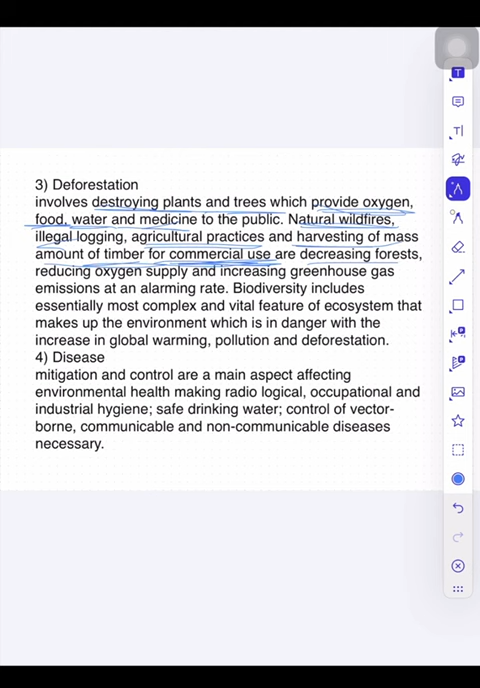 3) Deforestation
involves destroying plants and trees which provide oxygen,
food, water and medicine to the public. Natural wildfires,
illegal logging, agricultural practices and harvesting of mass
amount of timber for commercial use are decreasing forests,
reducing oxygen supply and increasing greenhouse gas
emissions at an alarming rate. Biodiversity includes
essentially most complex and vital feature of ecosystem that
makes up the environment which is in danger with the
increase in global warming, pollution and deforestation.
4) Disease
mitigation and control are a main aspect affecting
environmental health making radio logical, occupational and
industrial hygiene; safe drinking water; control of vector-
borne, communicable and non-communicable diseases
necessary.